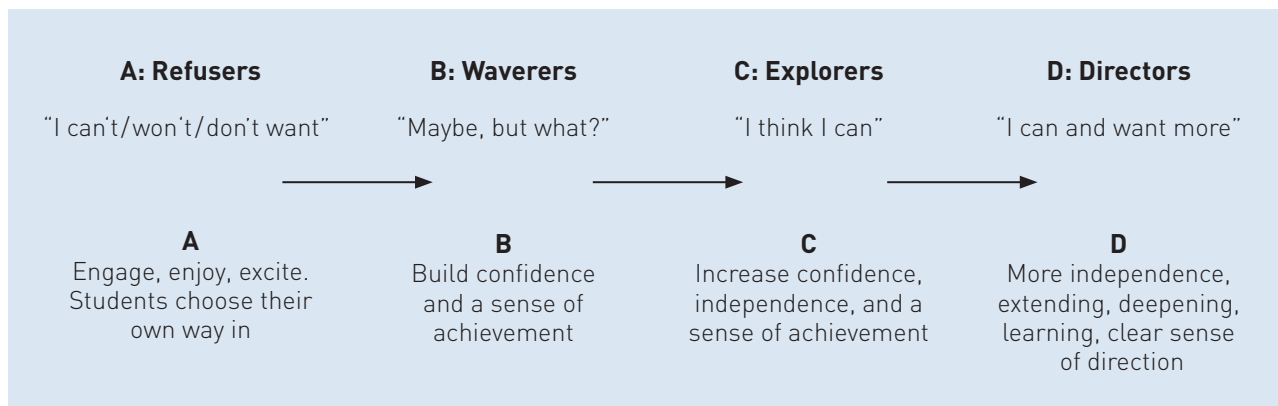 A: Refusers
B: Waverers
C: Explorers
D: Directors
“I can‘t/won‘t/don’t want”
“Maybe, but what?”
“I think I can”
“I can and want more”
A
Engage, enjoy, excite.
Students choose their
own way in
B
Build confidence
and a sense of
achievement
C
Increase confidence,
independence, and a
sense of achievement
D
More independence,
extending, deepening,
learning, clear sense
of direction